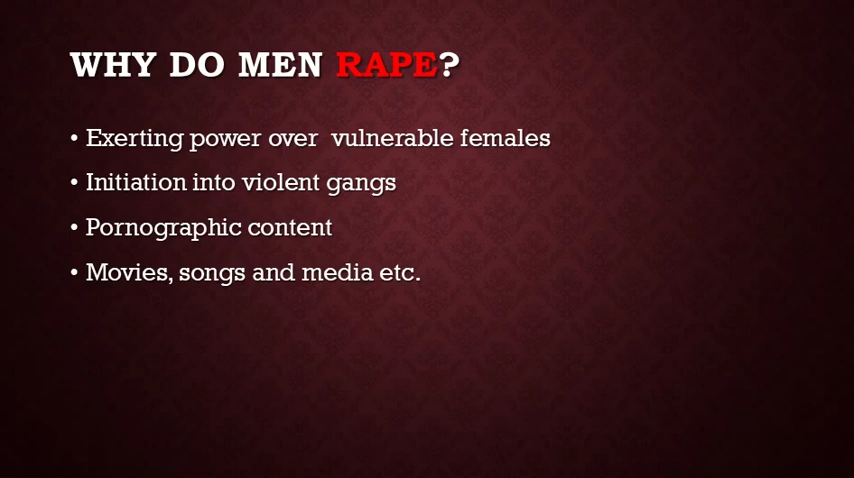 WHY DO MEN RAPE?
• Exerting power over  vulnerable females
• Initiation into violent gangs
• Pornographic content
• Movies, songs and media etc.